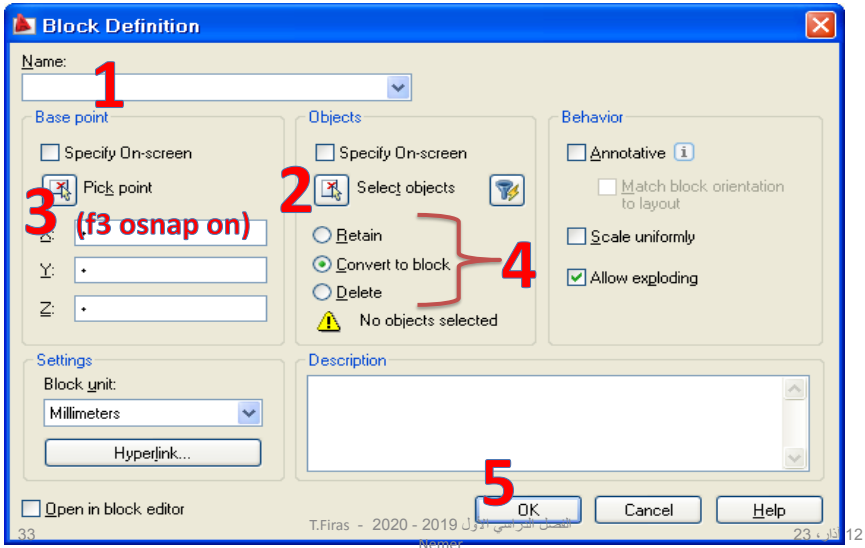 Block Definition
Name:
1
Base point
Specify On-screen
Pick point
3 (f3 osnap on)
X:
Y:
Z:
Objects
Specify On-screen
2 Select objects
Retain
Convert to block
Delete
4
No objects selected
Behavior
Annotative
Match block orientation
to layout
Scale uniformly
Allow exploding
Settings
Block unit:
Millimeters
Hyperlink...
Description
Open in block editor
5
OK
Cancel
Help
33
الفصل الدراسي الاول 2019 - 2020 - T.Firas
Namer
12 آذار، 23